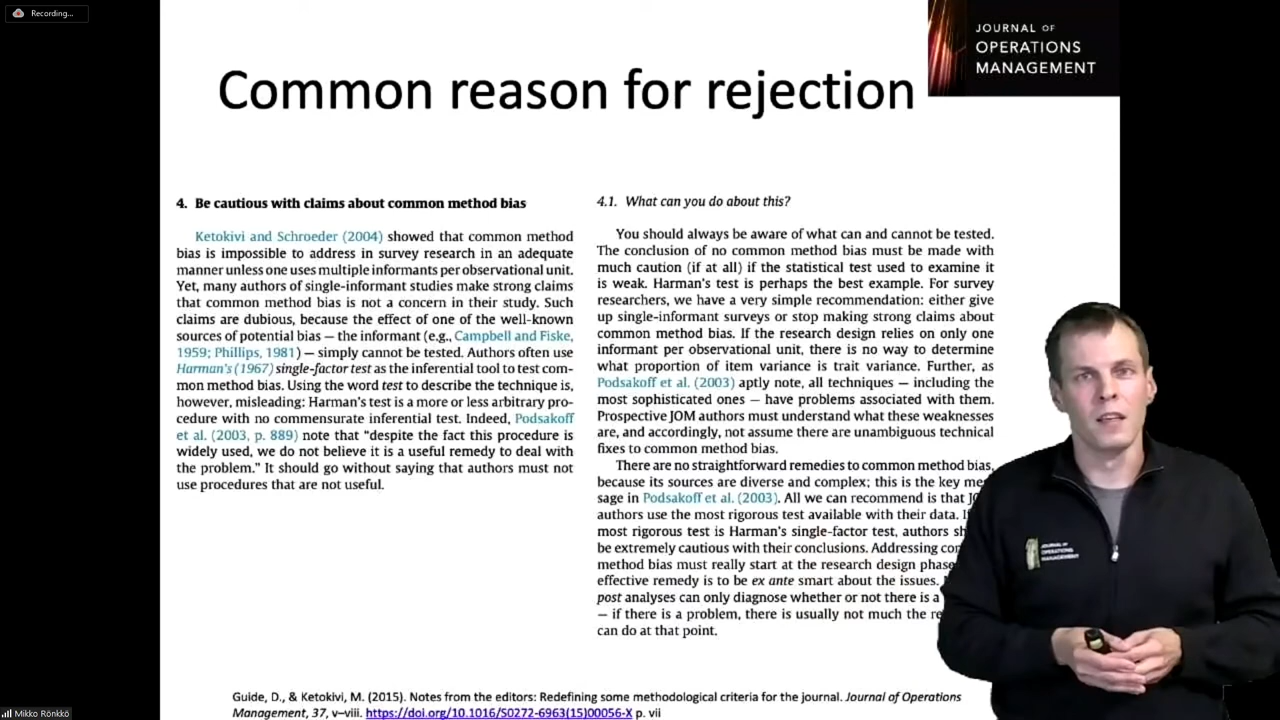 Recording...
JOURNAL OF
OPERATIONS
MANAGEMENT
Common reason for rejection
4. Be cautious with claims about common method bias
Ketokivi and Schroeder (2004) showed that common method
bias is impossible to address in survey research in an adequate
manner unless one uses multiple informants per observational unit.
Yet, many authors of single-informant studies make strong claims
that common method bias is not a concern in their study. Such
claims are dubious, because the effect of one of the well-known
sources of potential bias — the informant (e.g., Campbell and Fiske,
1959; Phillips, 1981) — simply cannot be tested. Authors often use
Harman's (1967) single-factor test as the inferential tool to test com-
mon method bias. Using the word test to describe the technique is,
however, misleading: Harman's test is a more or less arbitrary pro-
cedure with no commensurate inferential test. Indeed, Podsakoff
et al. (2003, p. 889) note that "despite the fact this procedure is
widely used, we do not believe it is a useful remedy to deal with
the problem." It should go without saying that authors must not
use procedures that are not useful.
4.1. What can you do about this?
You should always be aware of what can and cannot be tested.
The conclusion of no common method bias must be made with
much caution (if at all) if the statistical test used to examine it
is weak. Harman's test is perhaps the best example. For survey
researchers, we have a very simple recommendation: either give
up single-informant surveys or stop making strong claims about
common method bias. If the research design relies on only one
informant per observational unit, there is no way to determine
what proportion of item variance is trait variance. Further, as
Podsakoff et al. (2003) aptly note, all techniques — including the
most sophisticated ones — have problems associated with them.
Prospective JOM authors must understand what these weaknesses
are, and accordingly, not assume there are unambiguous technical
fixes to common method bias.
There are no straightforward remedies to common method bias,
because its sources are diverse and complex; this is the key mes
sage in Podsakoff et al. (2003). All we can recommend is that
authors use the most rigorous test available with their data.
most rigorous test is Harman's single-factor test, authors
be extremely cautious with their conclusions. Addressing
method bias must really start at the research design phase
effective remedy is to be ex ante smart about the issues.
post analyses can only diagnose whether or not there is a
— if there is a problem, there is usually not much the
can do at that point.
JOURNAL OF
OPERATIONS
MANAGEMENT
Guide, D., & Ketokivi, M. (2015). Notes from the editors: Redefining some methodological criteria for the journal. Journal of Operations
Management, 37, v–viii. https://doi.org/10.1016/S0272-6963(15)00056-X p. vii
Mikko Rönkkö